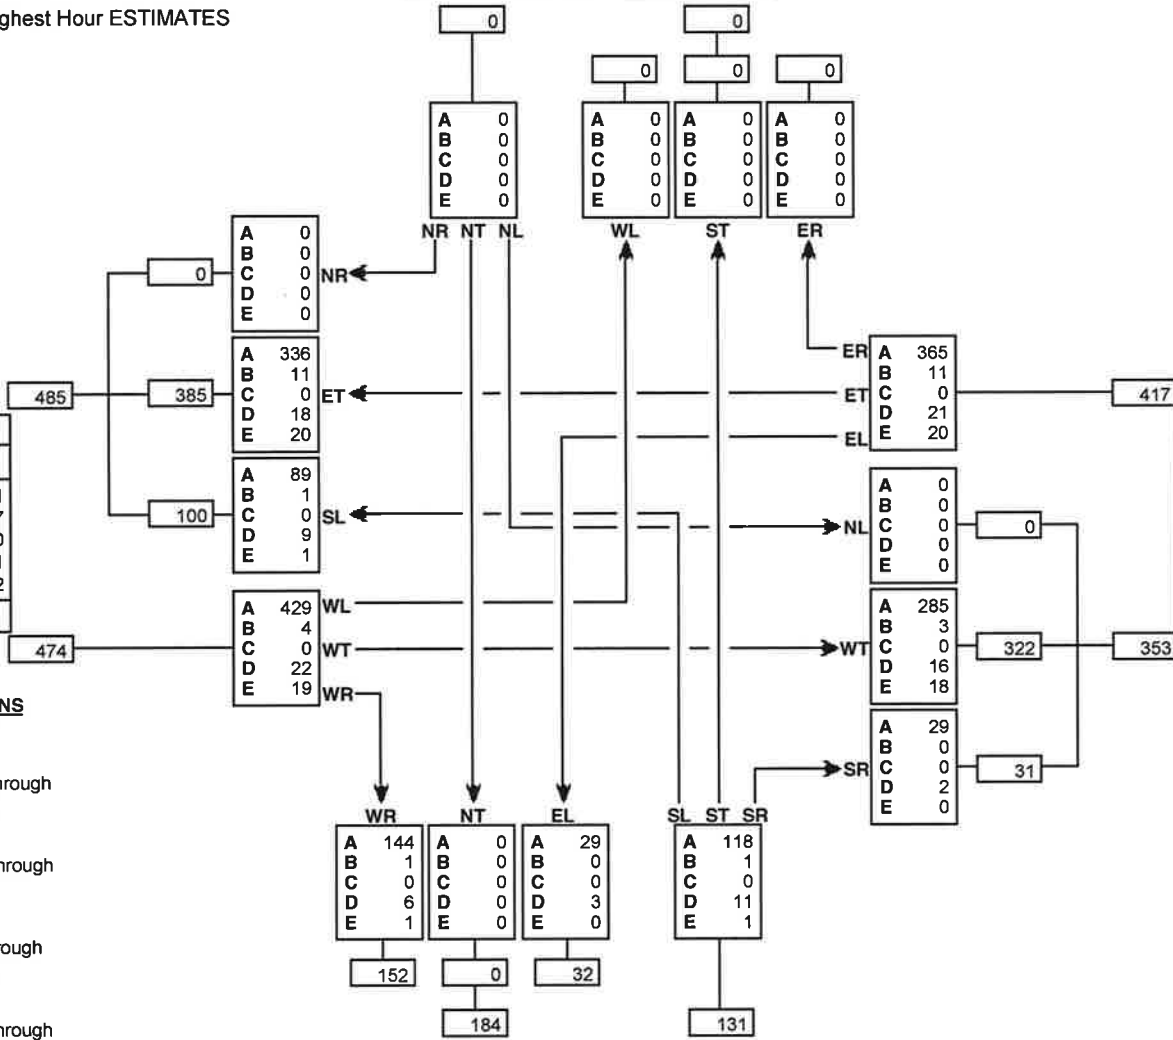 ghest Hour ESTIMATES
0
0
0
0
0
A 0
B 0
C 0
D 0
E 0
A 0
B 0
C 0
D 0
E 0
A 0
B 0
C 0
D 0
E 0
A 0
B 0
C 0
D 0
E 0
NR NT NL
WL ST ER
0
A 0
B 0
C 0
D 0
E 0
NR
485
385
A 336
B 11
C 0
D 18
E 20
ET
ER
ET
EL
A 365
B 11
C 0
D 21
E 20
417
100
A 89
B 1
C 0
D 9
E 1
SL
NL
A 0
B 0
C 0
D 0
E 0
0
474
A 429
B 4
C 0
D 22
E 19
WL
WT
WR
WT
A 285
B 3
C 0
D 16
E 18
322
353
SR
A 29
B 0
C 0
D 2
E 0
31
NS
rough
rough
rough
rough
WR NT EL SL ST SR
A 144
B 1
C 0
D 6
E 1
A 0
B 0
C 0
D 0
E 0
A 29
B 0
C 0
D 3
E 0
A 118
B 1
C 0
D 11
E 1
152
0
32
184
131